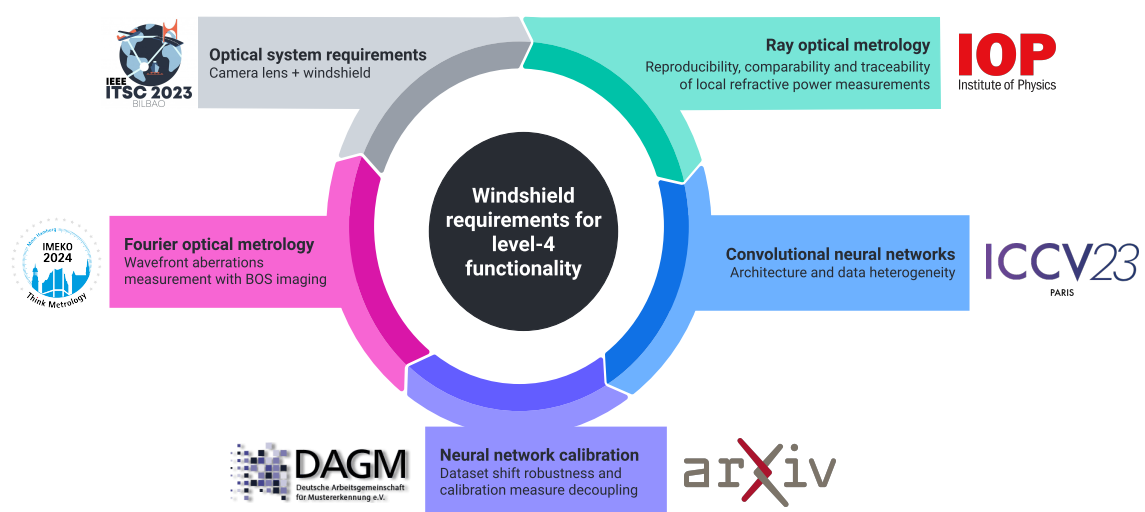 IEEE
ITSC 2023
BILBAO
Optical system requirements
Camera lens + windshield
Ray optical metrology
Reproducibility, comparability and traceability
of local refractive power measurements
IOP
Institute of Physics
Windshield
requirements for
level-4
functionality
IMEKO
2024
Think Metrology
Fourier optical metrology
Wavefront aberrations
measurement with BOS imaging
Convolutional neural networks
Architecture and data heterogeneity
ICCV23
PARIS
DAGM
Deutsche Arbeitsgemeinschaft
für Mustererkennung e.V.
Neural network calibration
Dataset shift robustness and
calibration measure decoupling
arXiv